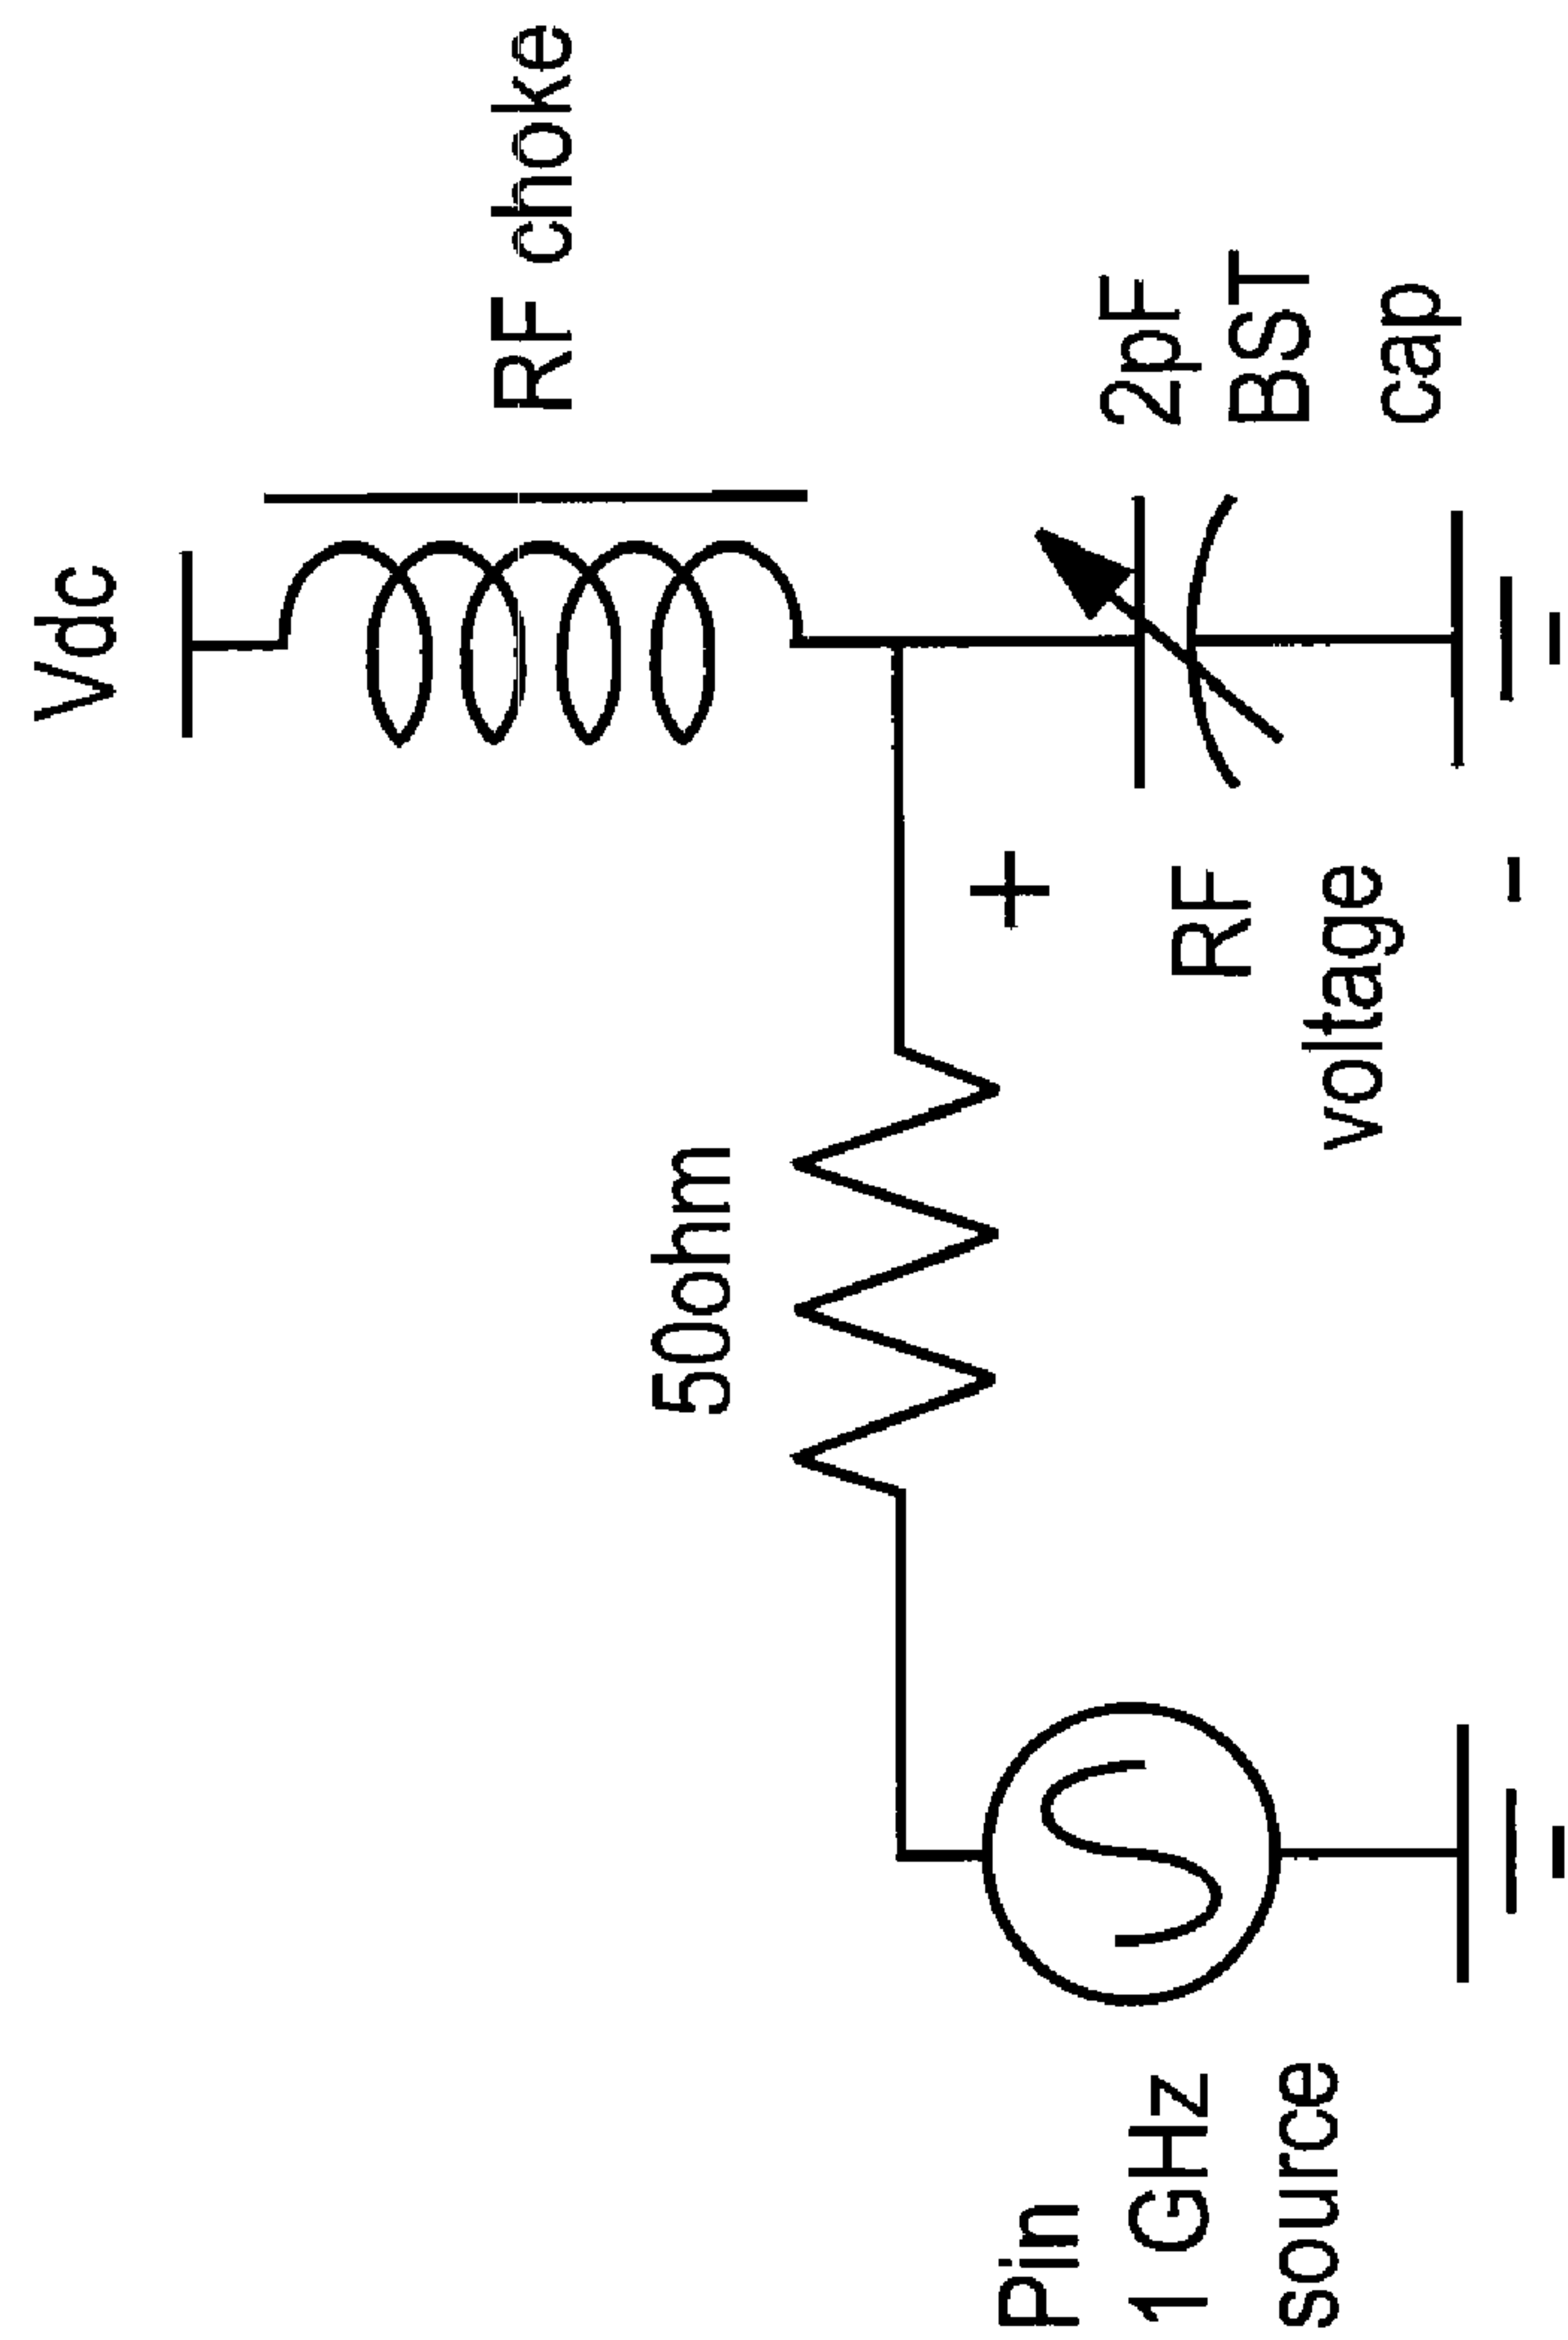 Vdc
RF choke
50ohm
+
RF
voltage
-
2pF
BST
cap
Pin
1 GHz
source